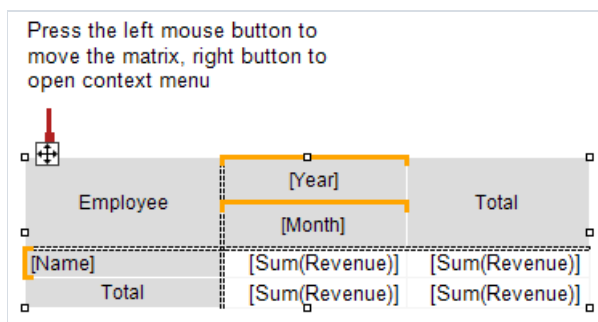 Press the left mouse button to
move the matrix, right button to
open context menu
[Year]
Employee
Total
[Month]
[Name] [Sum(Revenue)] [Sum(Revenue)]
Total [Sum(Revenue)] [Sum(Revenue)]